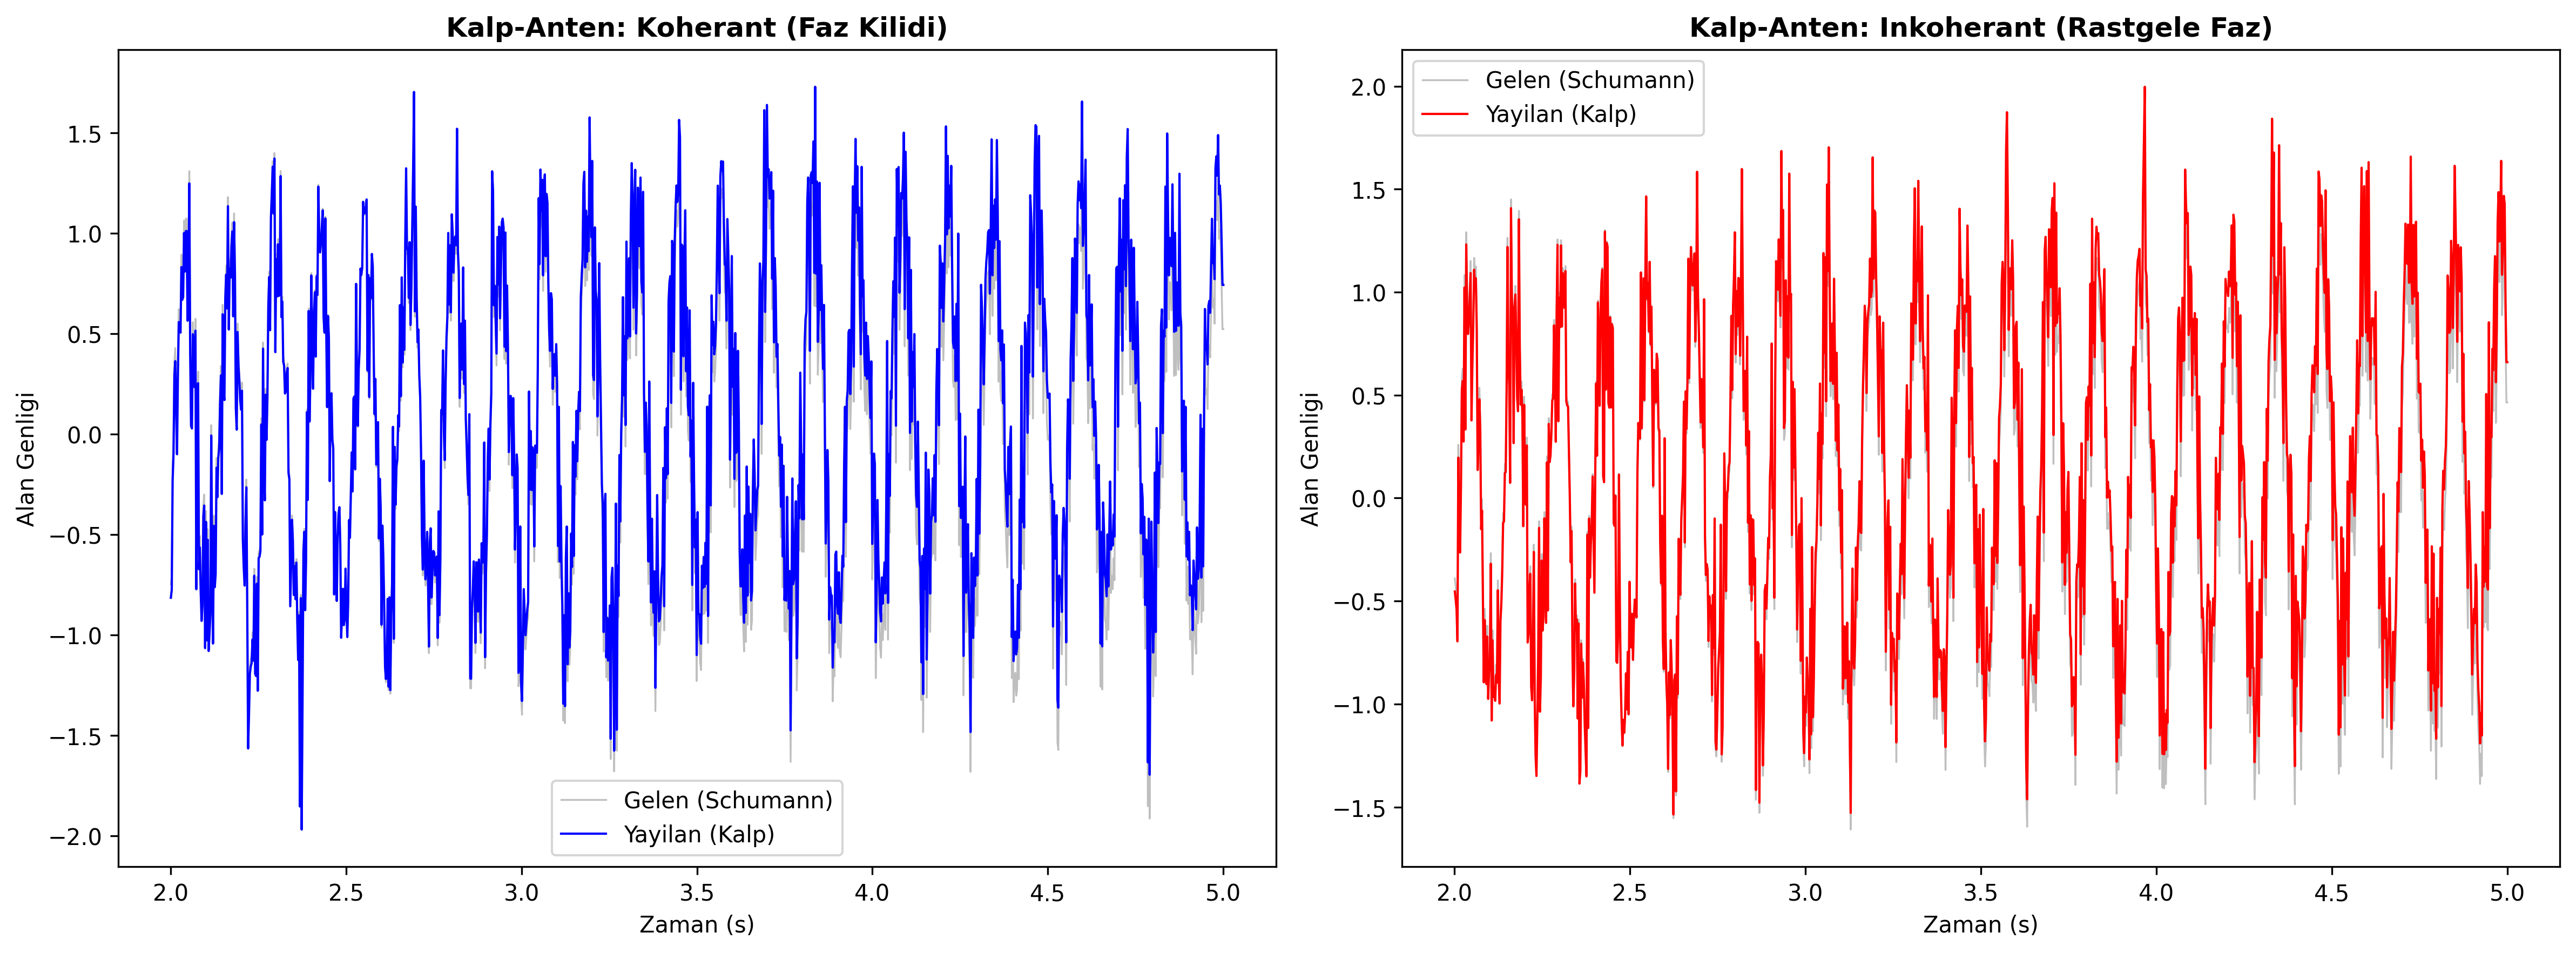 Kalp-Anten: Koherant (Faz Kilidi)
Alan Genligi
1.5
1.0
0.5
0.0
−0.5
−1.0
−1.5
−2.0
Gelen (Schumann)
Yayilan (Kalp)
2.0 2.5 3.0 3.5 4.0 4.5 5.0
Zaman (s)
Kalp-Anten: Inkoherant (Rastgele Faz)
Gelen (Schumann)
Yayilan (Kalp)
Alan Genligi
2.0
1.5
1.0
0.5
0.0
−0.5
−1.0
−1.5
2.0 2.5 3.0 3.5 4.0 4.5 5.0
Zaman (s)